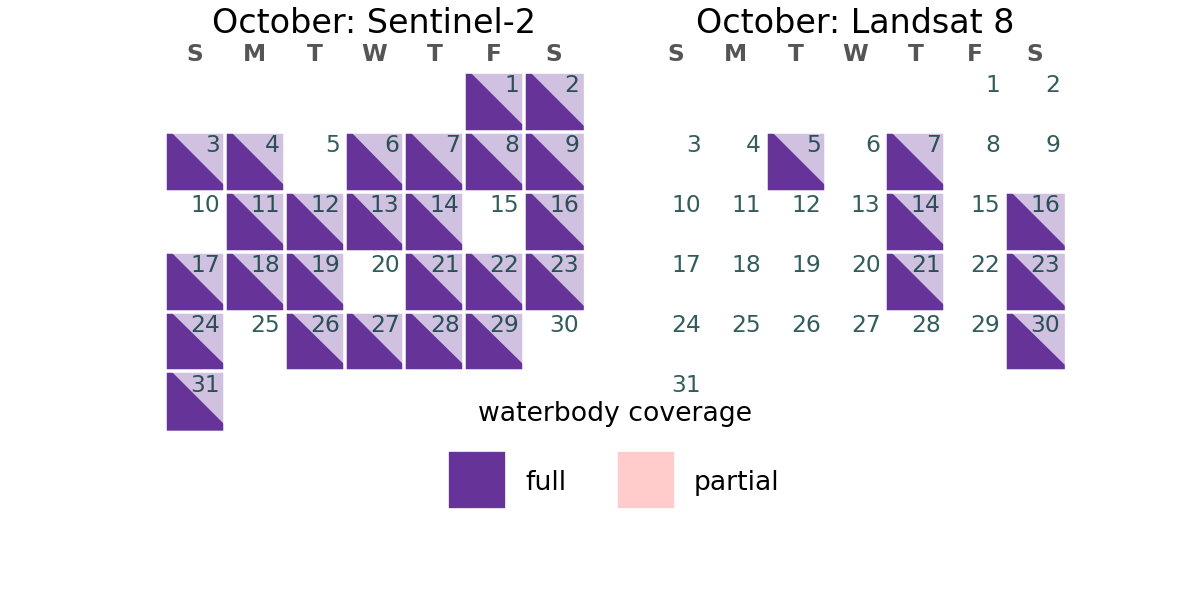 October: Sentinel-2
S M T W T F S
1 2
3 4 5 6 7 8 9
10 11 12 13 14 15 16
17 18 19 20 21 22 23
24 25 26 27 28 29 30
31
October: Landsat 8
S M T W T F S
1 2
3 4 5 6 7 8 9
10 11 12 13 14 15 16
17 18 19 20 21 22 23
24 25 26 27 28 29 30
31
waterbody coverage
full partial